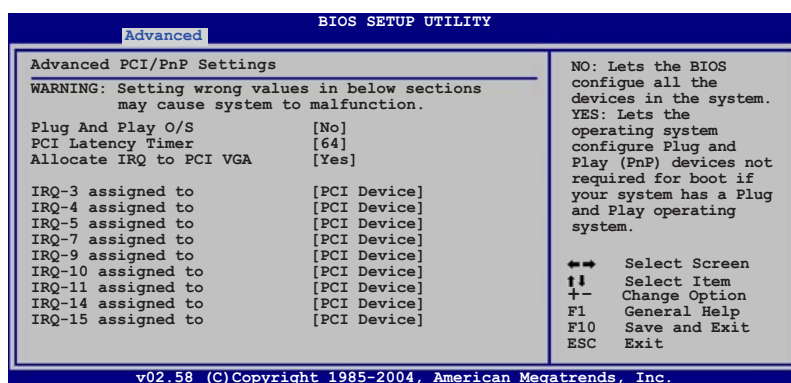 BIOS SETUP UTILITY
Advanced
Advanced PCI/PnP Settings
WARNING: Setting wrong values in below sections
may cause system to malfunction.
Plug And Play O/S [No]
PCI Latency Timer [64]
Allocate IRQ to PCI VGA [Yes]
IRQ-3 assigned to [PCI Device]
IRQ-4 assigned to [PCI Device]
IRQ-5 assigned to [PCI Device]
IRQ-7 assigned to [PCI Device]
IRQ-9 assigned to [PCI Device]
IRQ-10 assigned to [PCI Device]
IRQ-11 assigned to [PCI Device]
IRQ-14 assigned to [PCI Device]
IRQ-15 assigned to [PCI Device]
NO: Lets the BIOS
configue all the
devices in the system.
YES: Lets the
operating system
configure Plug and
Play (PnP) devices not
required for boot if
your system has a Plug
and Play operating
system.
←→ Select Screen
↑↓ Select Item
+- Change Option
F1 General Help
F10 Save and Exit
ESC Exit
v02.58 (C)Copyright 1985-2004, American Megatrends, Inc.